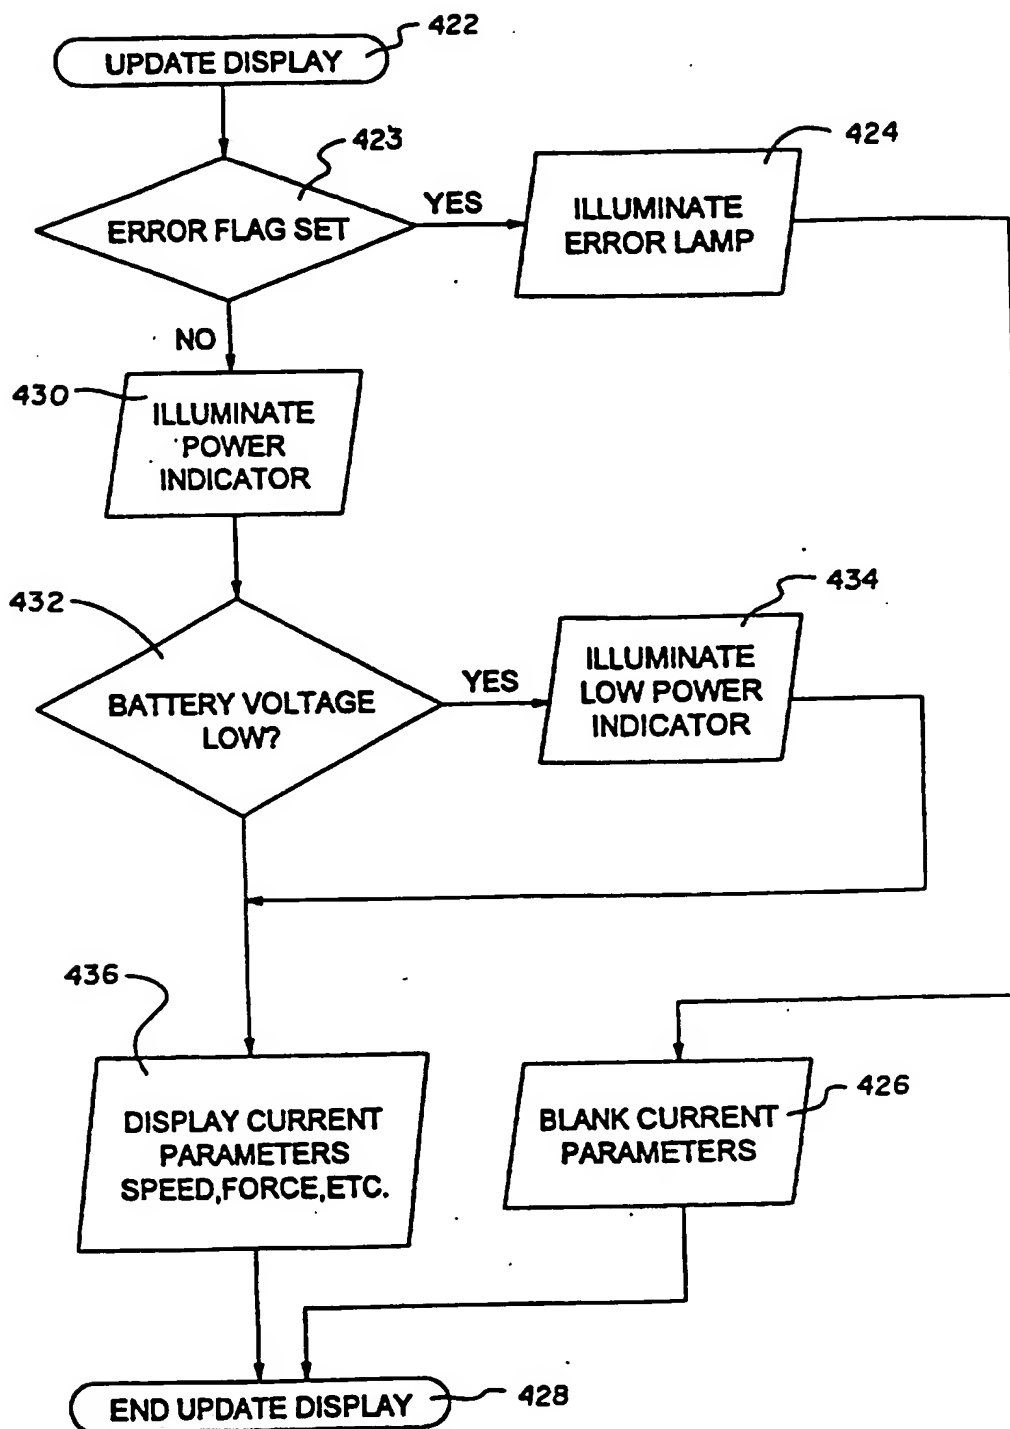 422
UPDATE DISPLAY
423
424
ERROR FLAG SET
YES
ILLUMINATE
ERROR LAMP
NO
430
ILLUMINATE
POWER
INDICATOR
432
434
BATTERY VOLTAGE
LOW?
YES
ILLUMINATE
LOW POWER
INDICATOR
436
DISPLAY CURRENT
PARAMETERS
SPEED,FORCE,ETC.
426
BLANK CURRENT
PARAMETERS
END UPDATE DISPLAY
428